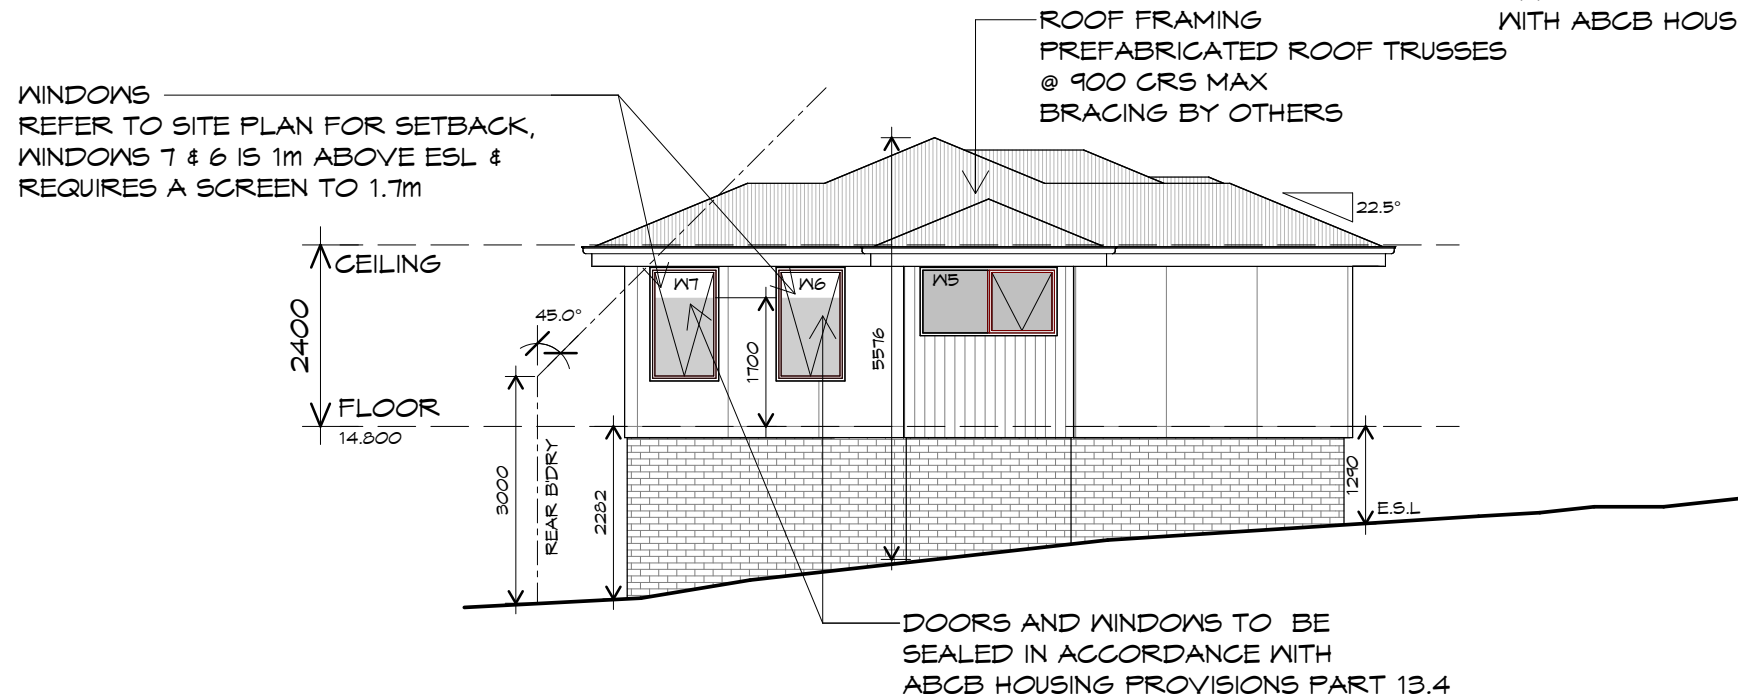 ROOF FRAMING
PREFABRICATED ROOF TRUSSES
@ 900 CRS MAX
BRACING BY OTHERS
WITH ABCB HOUS
WINDOWS
REFER TO SITE PLAN FOR SETBACK,
WINDOWS 7 & 6 IS 1m ABOVE ESL &
REQUIRES A SCREEN TO 1.7m
22.5°
CEILING
2400
45.0°
W7
W6
W5
1700
5576
FLOOR
14.800
3000
REAR B'DRY
2282
1290
E.S.L
DOORS AND WINDOWS TO BE
SEALED IN ACCORDANCE WITH
ABCB HOUSING PROVISIONS PART 13.4